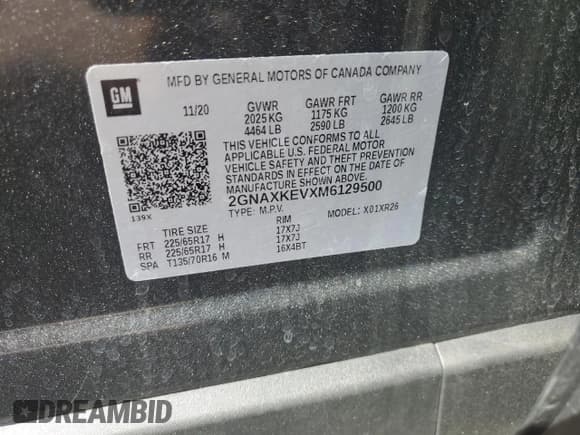 GM
MFD BY GENERAL MOTORS OF CANADA COMPANY
11/20 GVWR GAWR FRT GAWR RR
2025 KG 1175 KG 1200 KG
4464 LB 2590 LB 2645 LB
THIS VEHICLE CONFORMS TO ALL
APPLICABLE U.S. FEDERAL MOTOR
VEHICLE SAFETY AND THEFT PREVENTION
STANDARDS IN EFFECT ON THE DATE OF
MANUFACTURE SHOWN ABOVE.
2GNAXKEVXM6129500
139X
TYPE: M.P.V. MODEL: X01XR26
TIRE SIZE RIM
FRT 225/65R17 H 17X7J
RR 225/65R17 H 17X7J
SPA T135/70R16 M 16X4BT
DREAMBID